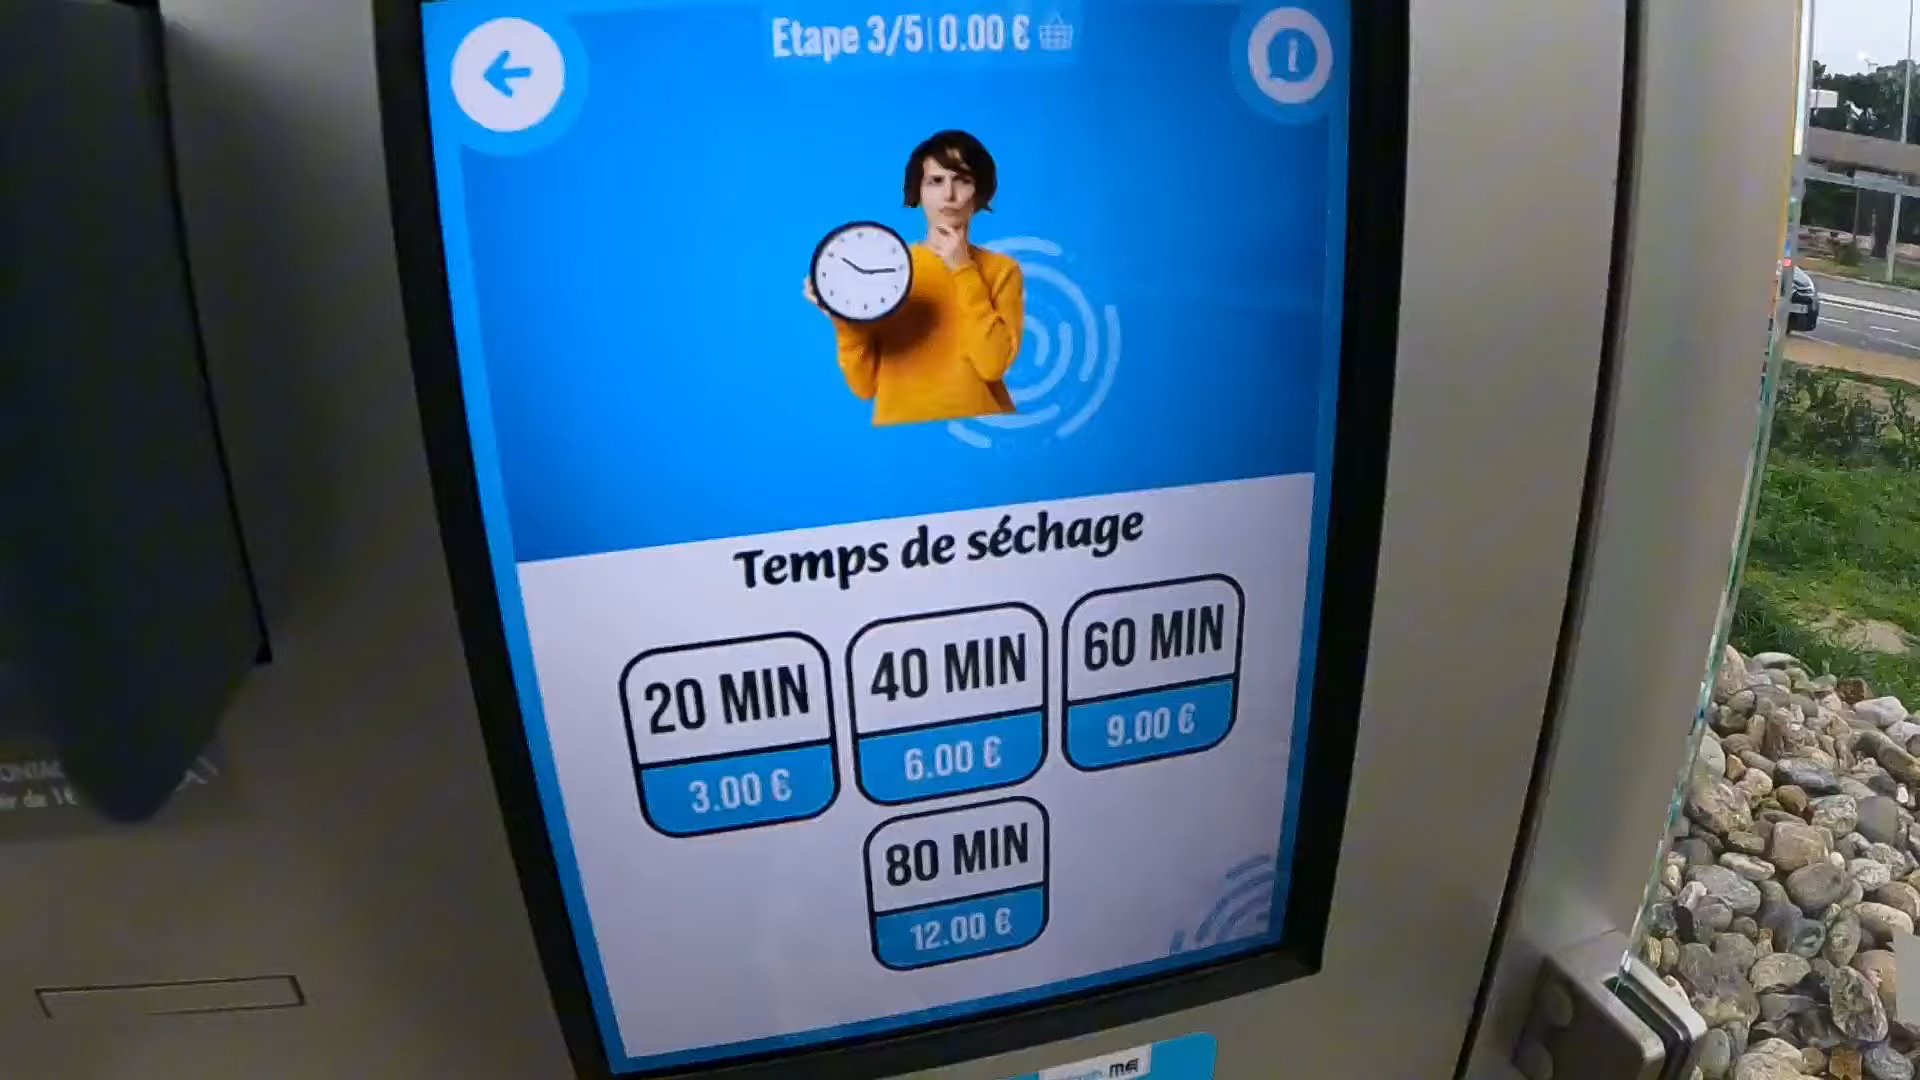 Etape 3/5 | 0.00 €
Temps de séchage
20 MIN
3.00 €
40 MIN
6.00 €
60 MIN
9.00 €
80 MIN
12.00 €
ME